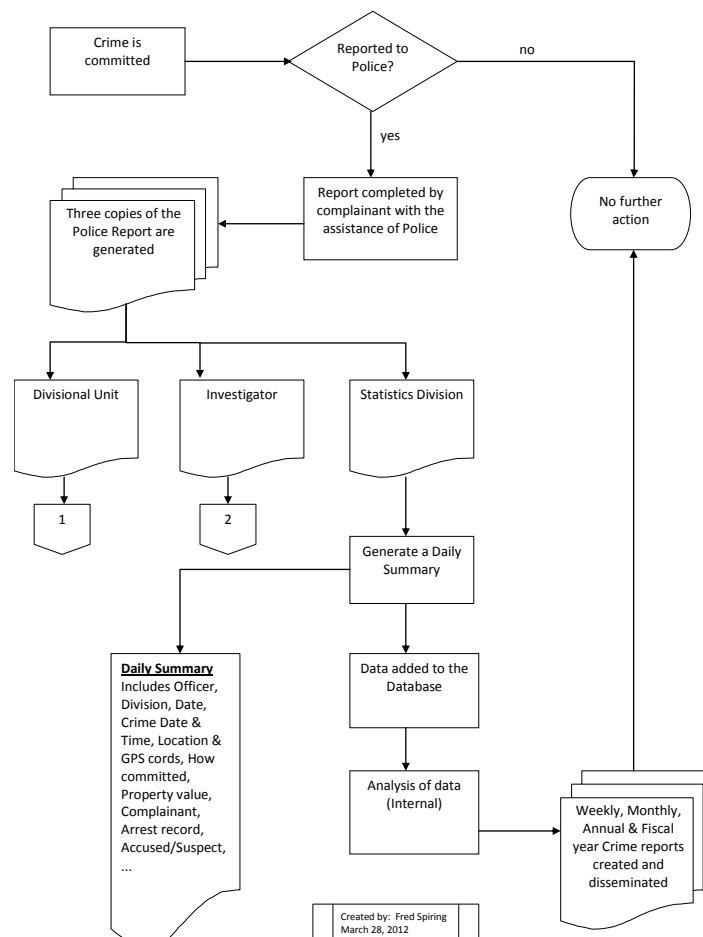 Crime is
committed
Reported to
Police?
no
yes
Report completed by
complainant with the
assistance of Police
No further
action
Three copies of the
Police Report are
generated
Divisional Unit
Investigator
Statistics Division
1
2
Generate a Daily
Summary
Daily Summary
Includes Officer,
Division, Date,
Crime Date &
Time, Location &
GPS cords, How
committed,
Property value,
Complainant,
Arrest record,
Accused/Suspect,
...
Data added to the
Database
Analysis of data
(Internal)
Weekly, Monthly,
Annual & Fiscal
year Crime reports
created and
disseminated
Created by: Fred Spiring
March 28, 2012